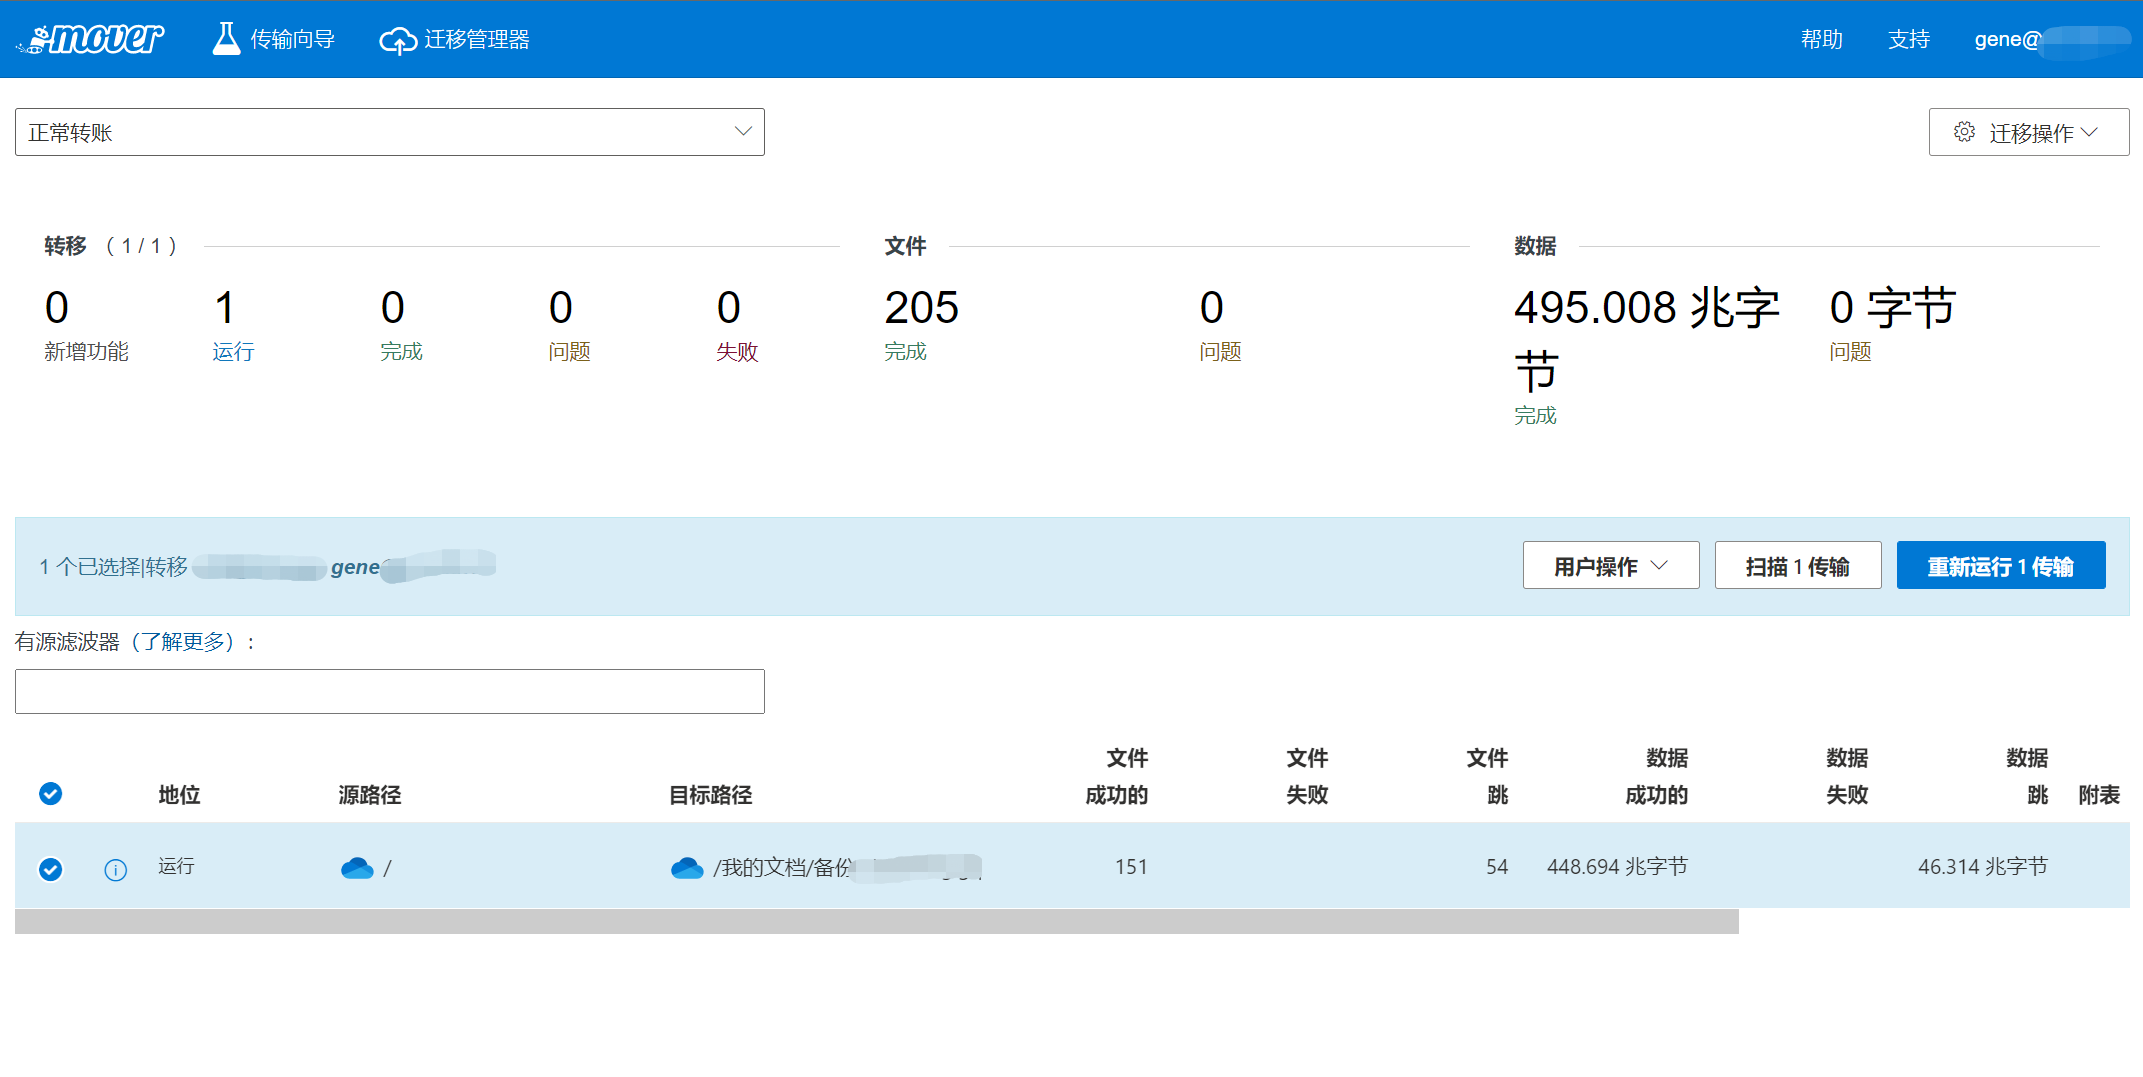 mover 传输向导 迁移管理器 帮助 支持 gene@
正常转账
迁移操作
转移 （ 1 / 1 ）
0 新增功能
1 运行
0 完成
0 问题
0 失败
文件
205 完成
0 问题
数据
495.008 兆字
节
完成
0 字节
问题
1 个已选择|转移 gene
用户操作
扫描 1 传输
重新运行 1 传输
有源滤波器（了解更多）：
地位 源路径 目标路径 文件成功的 文件失败 文件跳 数据成功的 数据失败 数据跳 附表
运行 / /我的文档/备份 151 54 448.694 兆字节 46.314 兆字节